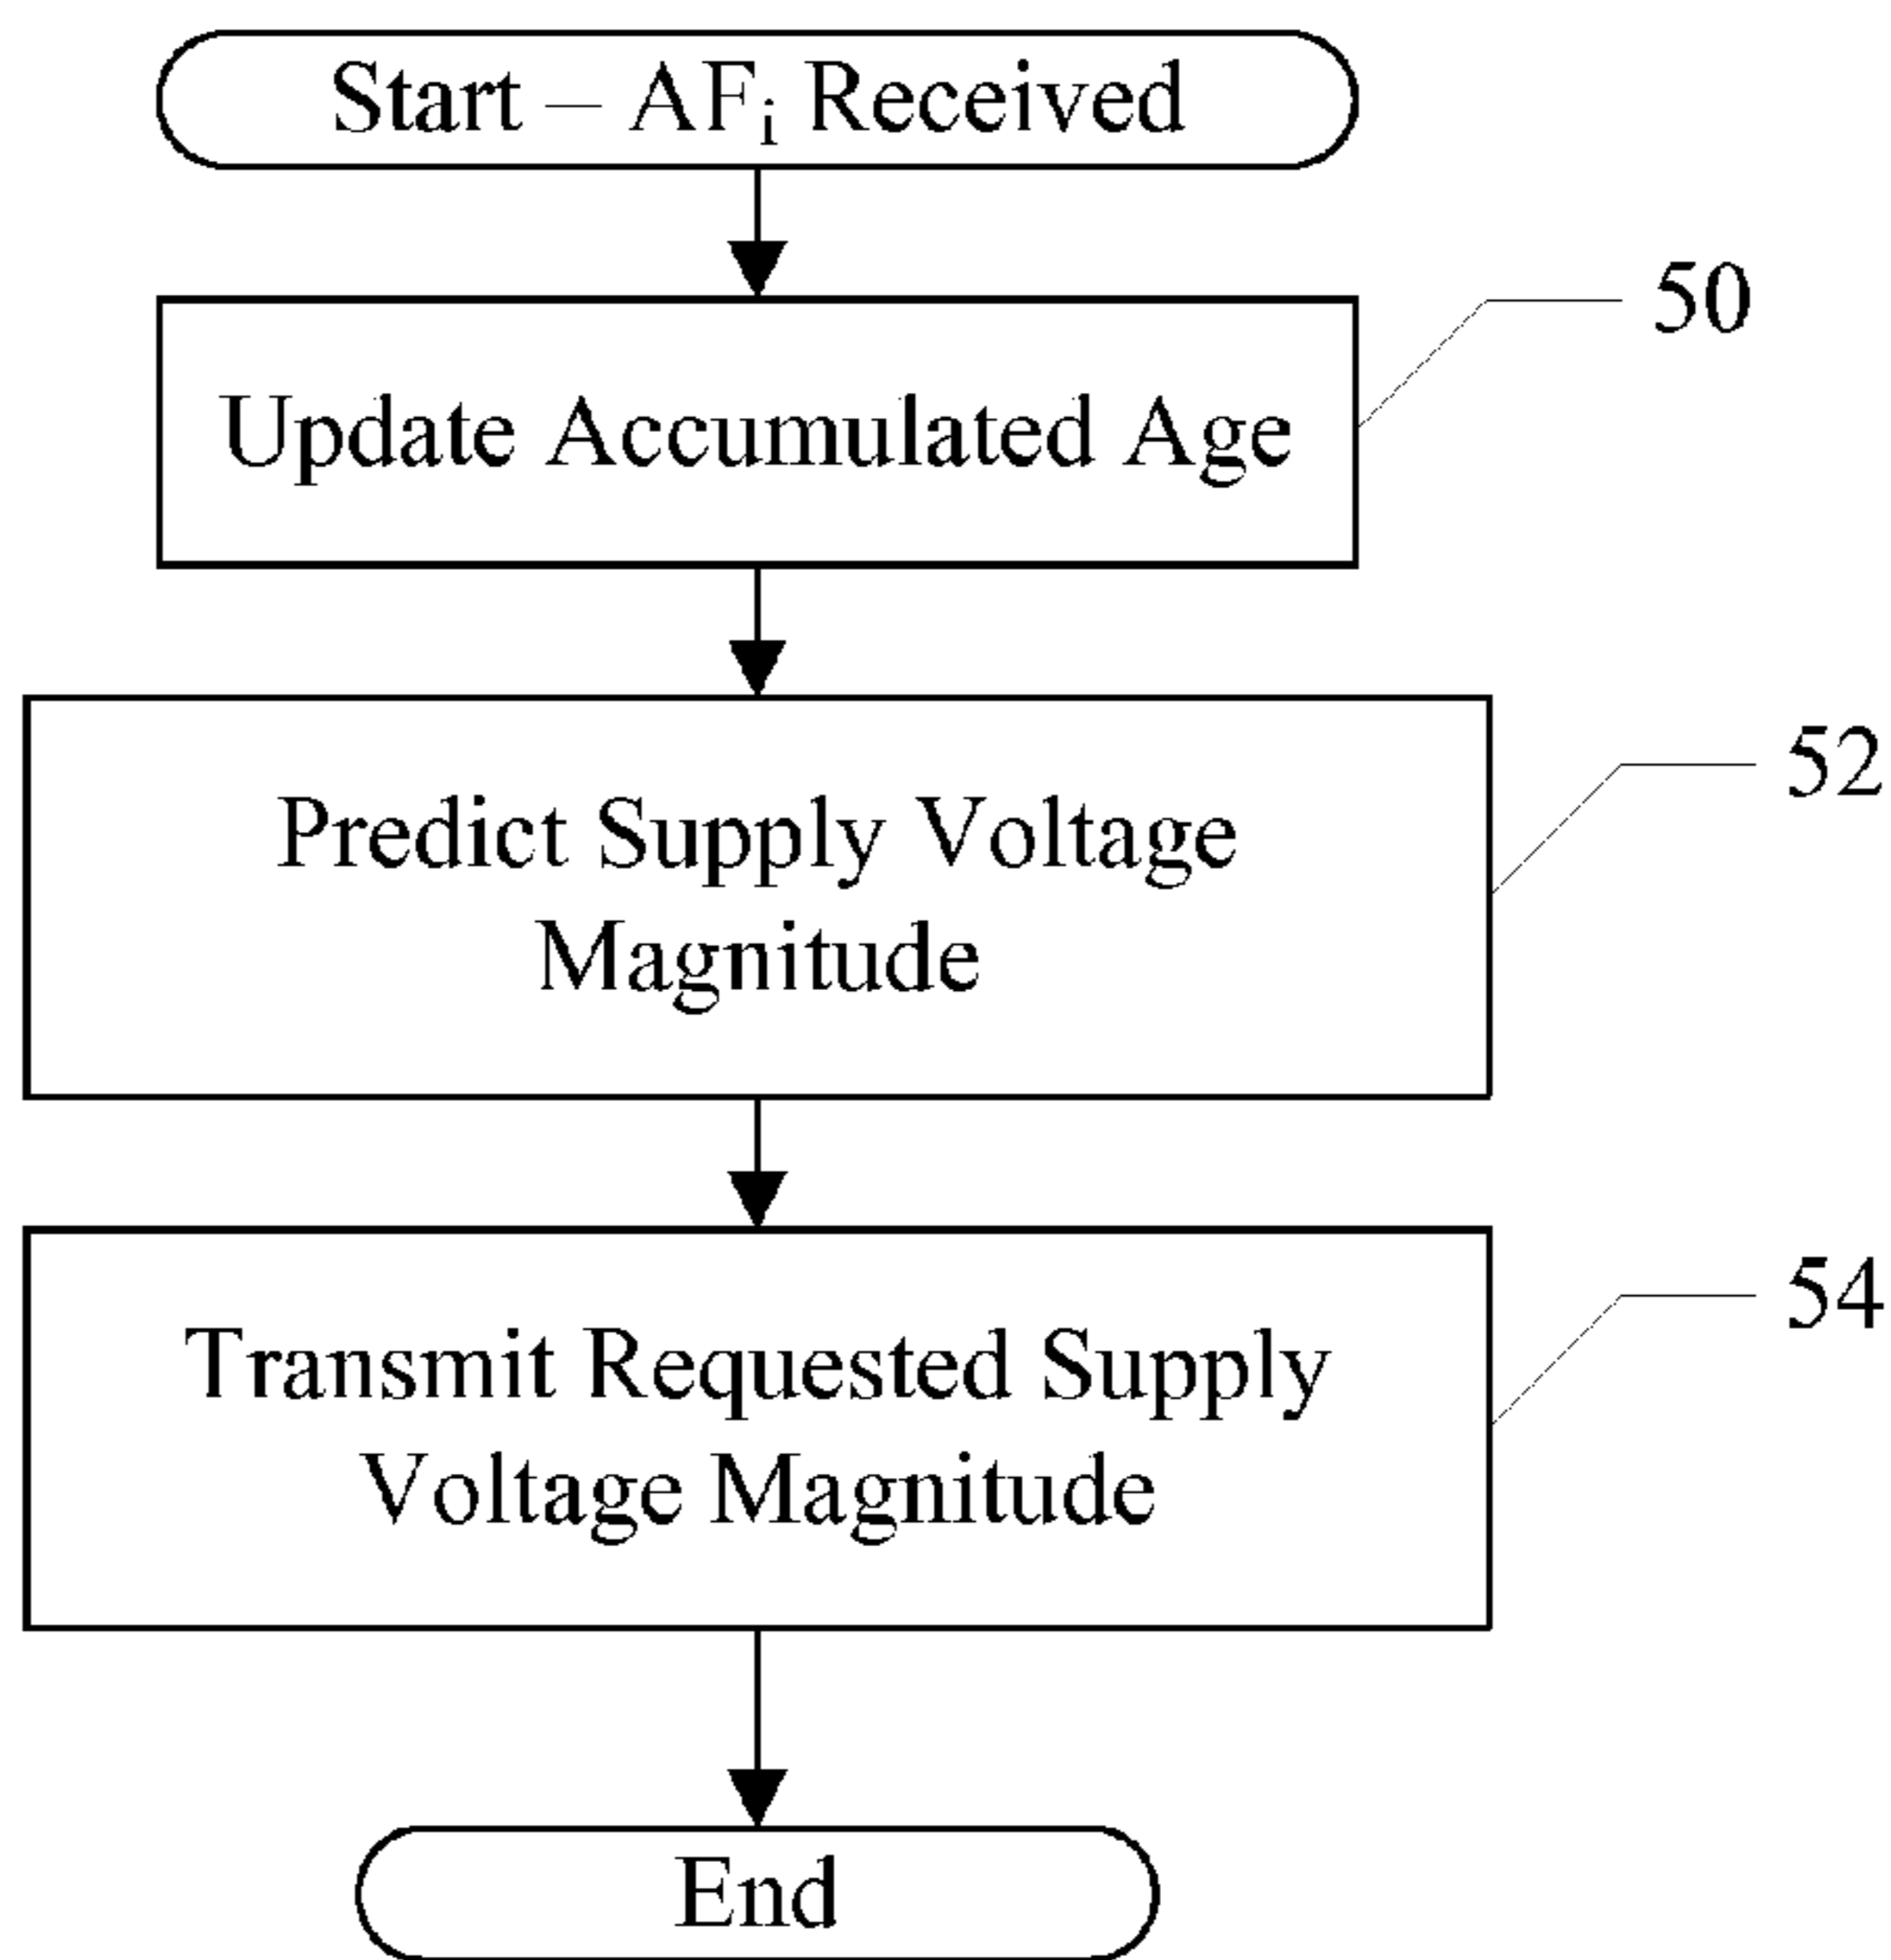 Start – AFi Received
50
Update Accumulated Age
52
Predict Supply Voltage
Magnitude
54
Transmit Requested Supply
Voltage Magnitude
End